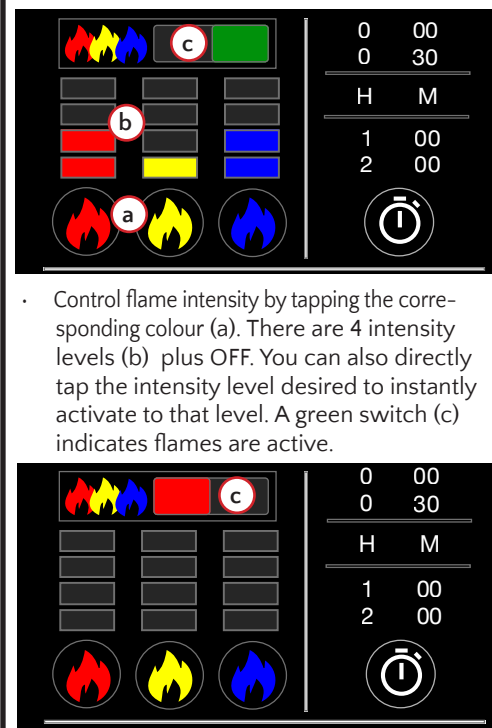 c
0 00
0 30
b
H M
1 00
2 00
a
· Control flame intensity by tapping the corre-
sponding colour (a). There are 4 intensity
levels (b) plus OFF. You can also directly
tap the intensity level desired to instantly
activate to that level. A green switch (c)
indicates flames are active.
c
0 00
0 30
H M
1 00
2 00